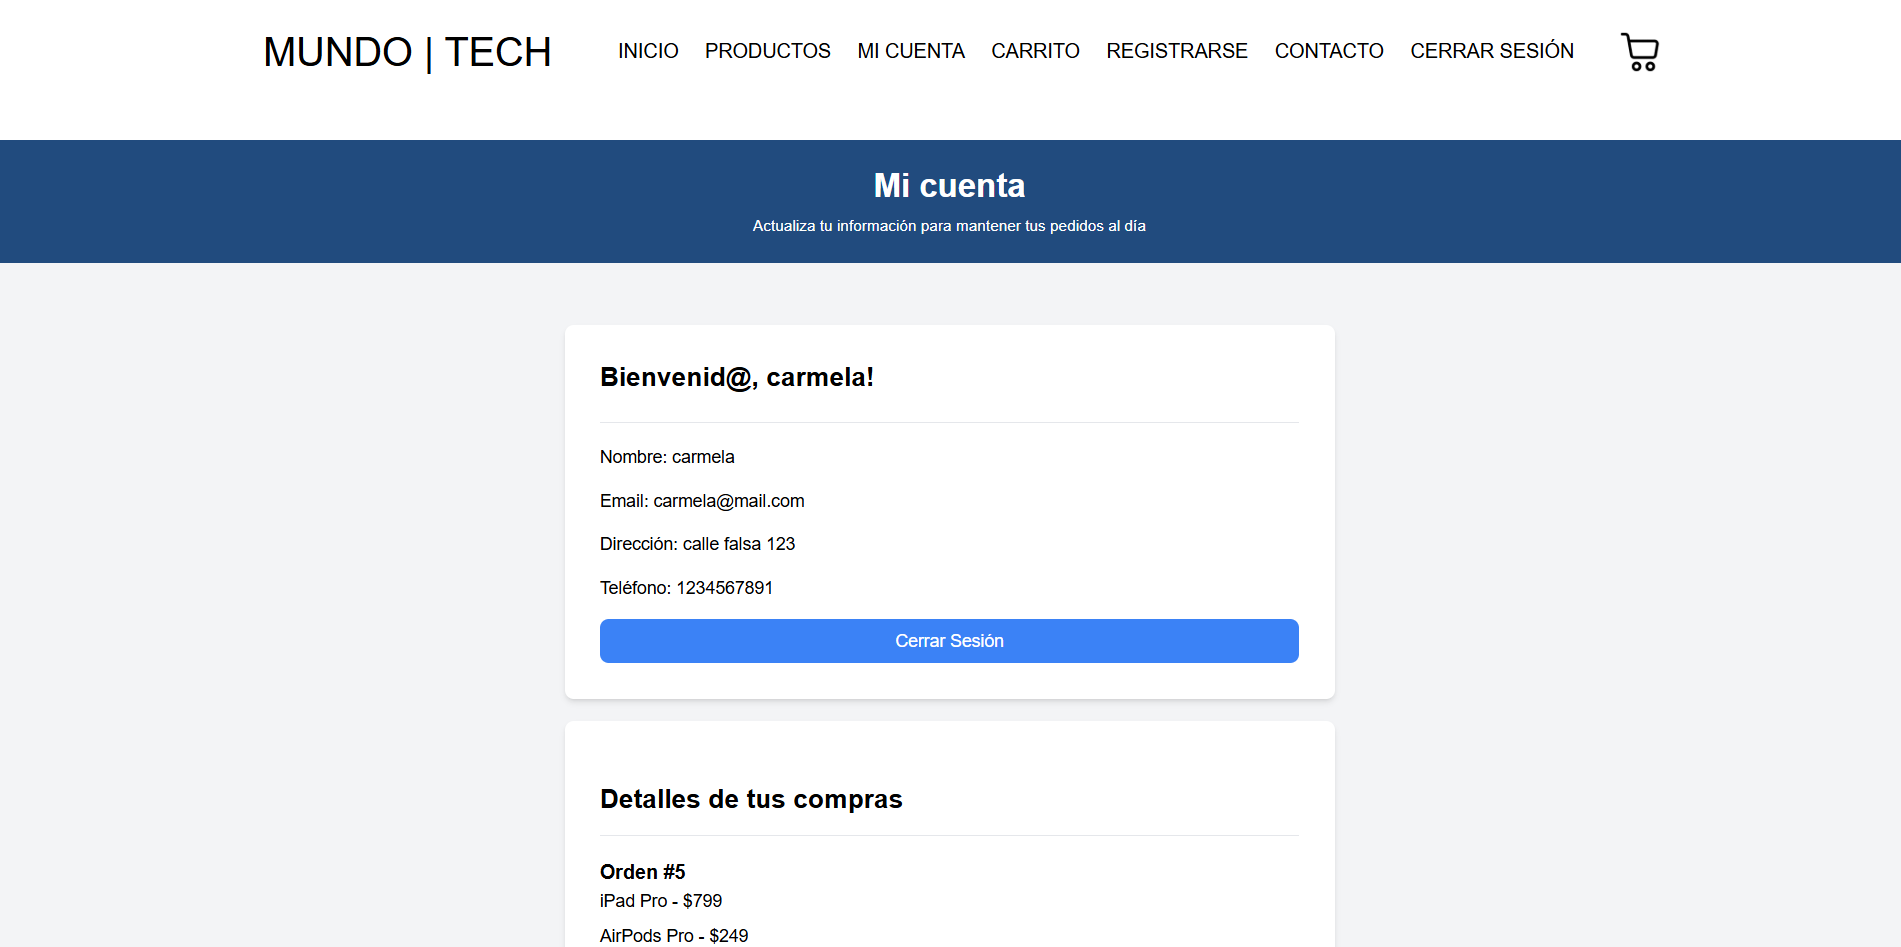 MUNDO | TECH
INICIO PRODUCTOS MI CUENTA CARRITO REGISTRARSE CONTACTO CERRAR SESIÓN
Mi cuenta
Actualiza tu información para mantener tus pedidos al día
Bienvenid@, carmela!
Nombre: carmela
Email: carmela@mail.com
Dirección: calle falsa 123
Teléfono: 1234567891
Cerrar Sesión
Detalles de tus compras
Orden #5
iPad Pro - $799
AirPods Pro - $249